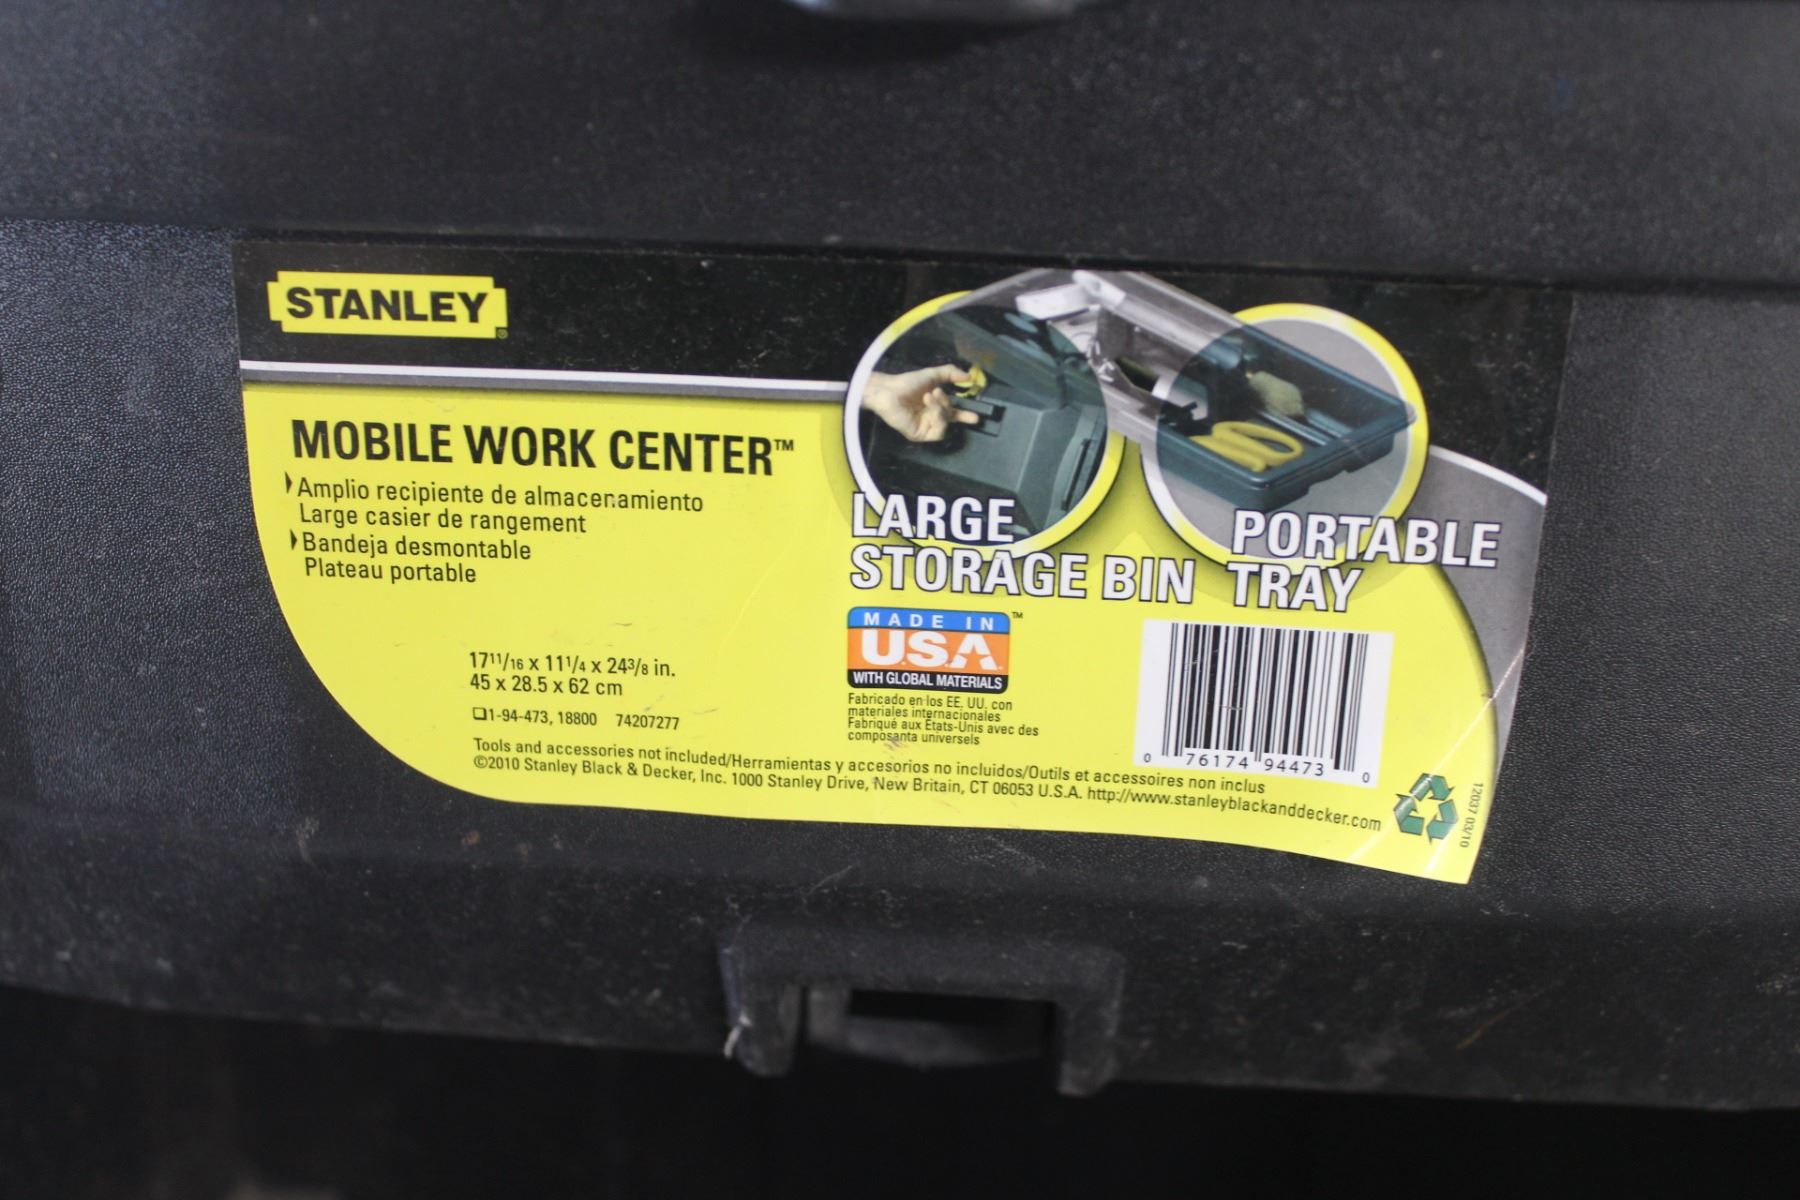 STANLEY®
MOBILE WORK CENTER™
Amplio recipiente de almacenamiento
Large casier de rangement
Bandeja desmontable
Plateau portable
LARGE
STORAGE BIN
PORTABLE
TRAY
17 11/16 x 11 1/4 x 24 3/8 in.
45 x 28.5 x 62 cm
❏1-94-473, 18800 74207277
MADE IN ™
U.S.A.
WITH GLOBAL MATERIALS
Fabricado en los EE. UU. con
materiales internacionales
Fabriqué aux États-Unis avec des
composanta universels
0 76174 94473 0
Tools and accessories not included/Herramientas y accesorios no incluidos/Outils et accessoires non inclus
©2010 Stanley Black & Decker, Inc. 1000 Stanley Drive, New Britain, CT 06053 U.S.A. http://www.stanleyblackanddecker.com
12037 03/10